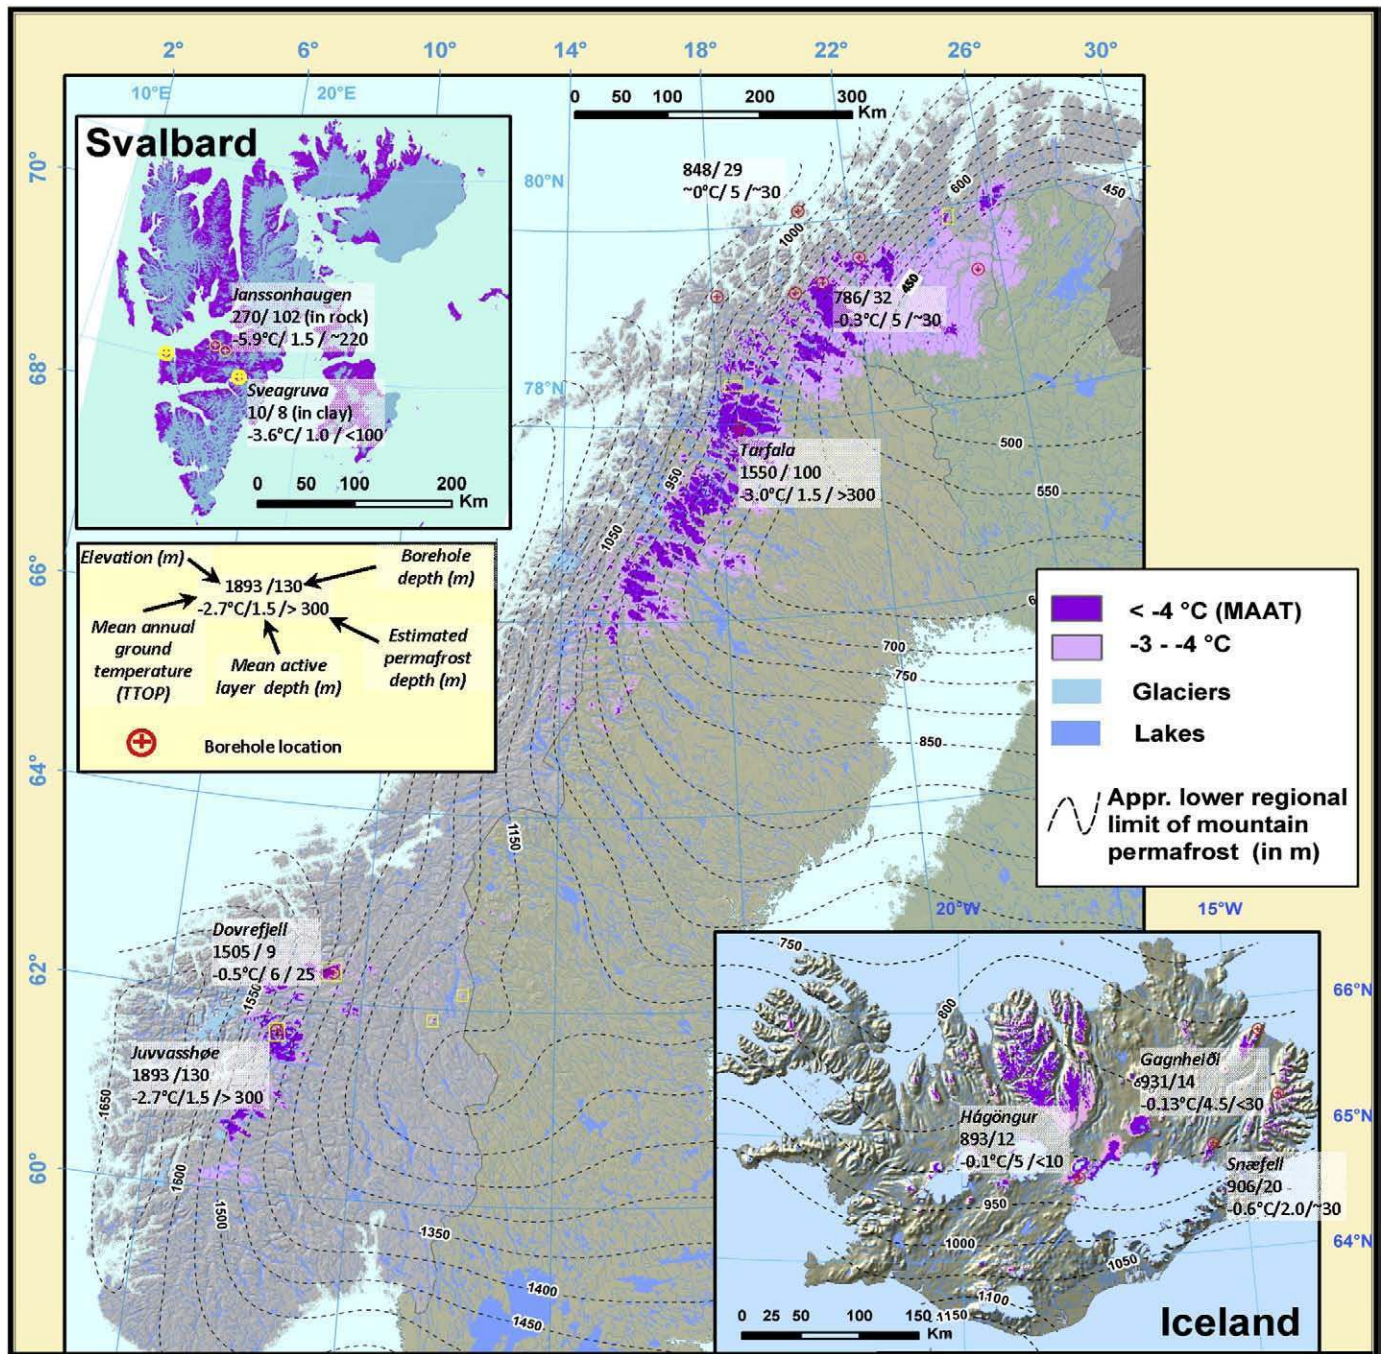 2° 6° 10° 14° 18° 22° 26° 30°
10°E 20°E
0 50 100 200 300
Km
Svalbard
70°
848/ 29
~0°C/ 5 /~30
80°N
600
450
1000
Janssonhaugen
270/ 102 (in rock)
-5.9°C/ 1.5 / ~220
450
786/ 32
-0.3°C/ 5 /~30
68°
78°N
Sveagruva
10/ 8 (in clay)
-3.6°C/ 1.0 / <100
500
Tarfala
1550 / 100
-3.0°C/ 1.5 / >300
950
550
0 50 100 200
Km
1050
66°
Elevation (m)
Borehole
depth (m)
1893 /130
-2.7°C/1.5 /> 300
Mean annual
ground
temperature
(TTOP)
Mean active
layer depth (m)
Estimated
permafrost
depth (m)
Borehole location
< -4 °C (MAAT)
-3 - -4 °C
Glaciers
Lakes
Appr. lower regional
limit of mountain
permafrost (in m)
700
750
850
64°
1150
20°W 15°W
Dovrefjell
1505 / 9
-0.5°C/ 6 / 25
62°
1550
Juvvasshøe
1893 /130
-2.7°C/1.5 /> 300
1650
60°
1600
1500
1350
1400
1450
750
800
66°N
Gagnheiði
931/14
-0.13°C/4.5/<30
65°N
Hágöngur
893/12
-0.1°C/5 /<10
Snæfell
906/20
-0.6°C/2.0/~30
950
1000
64°N
1050
1100
1150
0 25 50 100 150
Km
Iceland